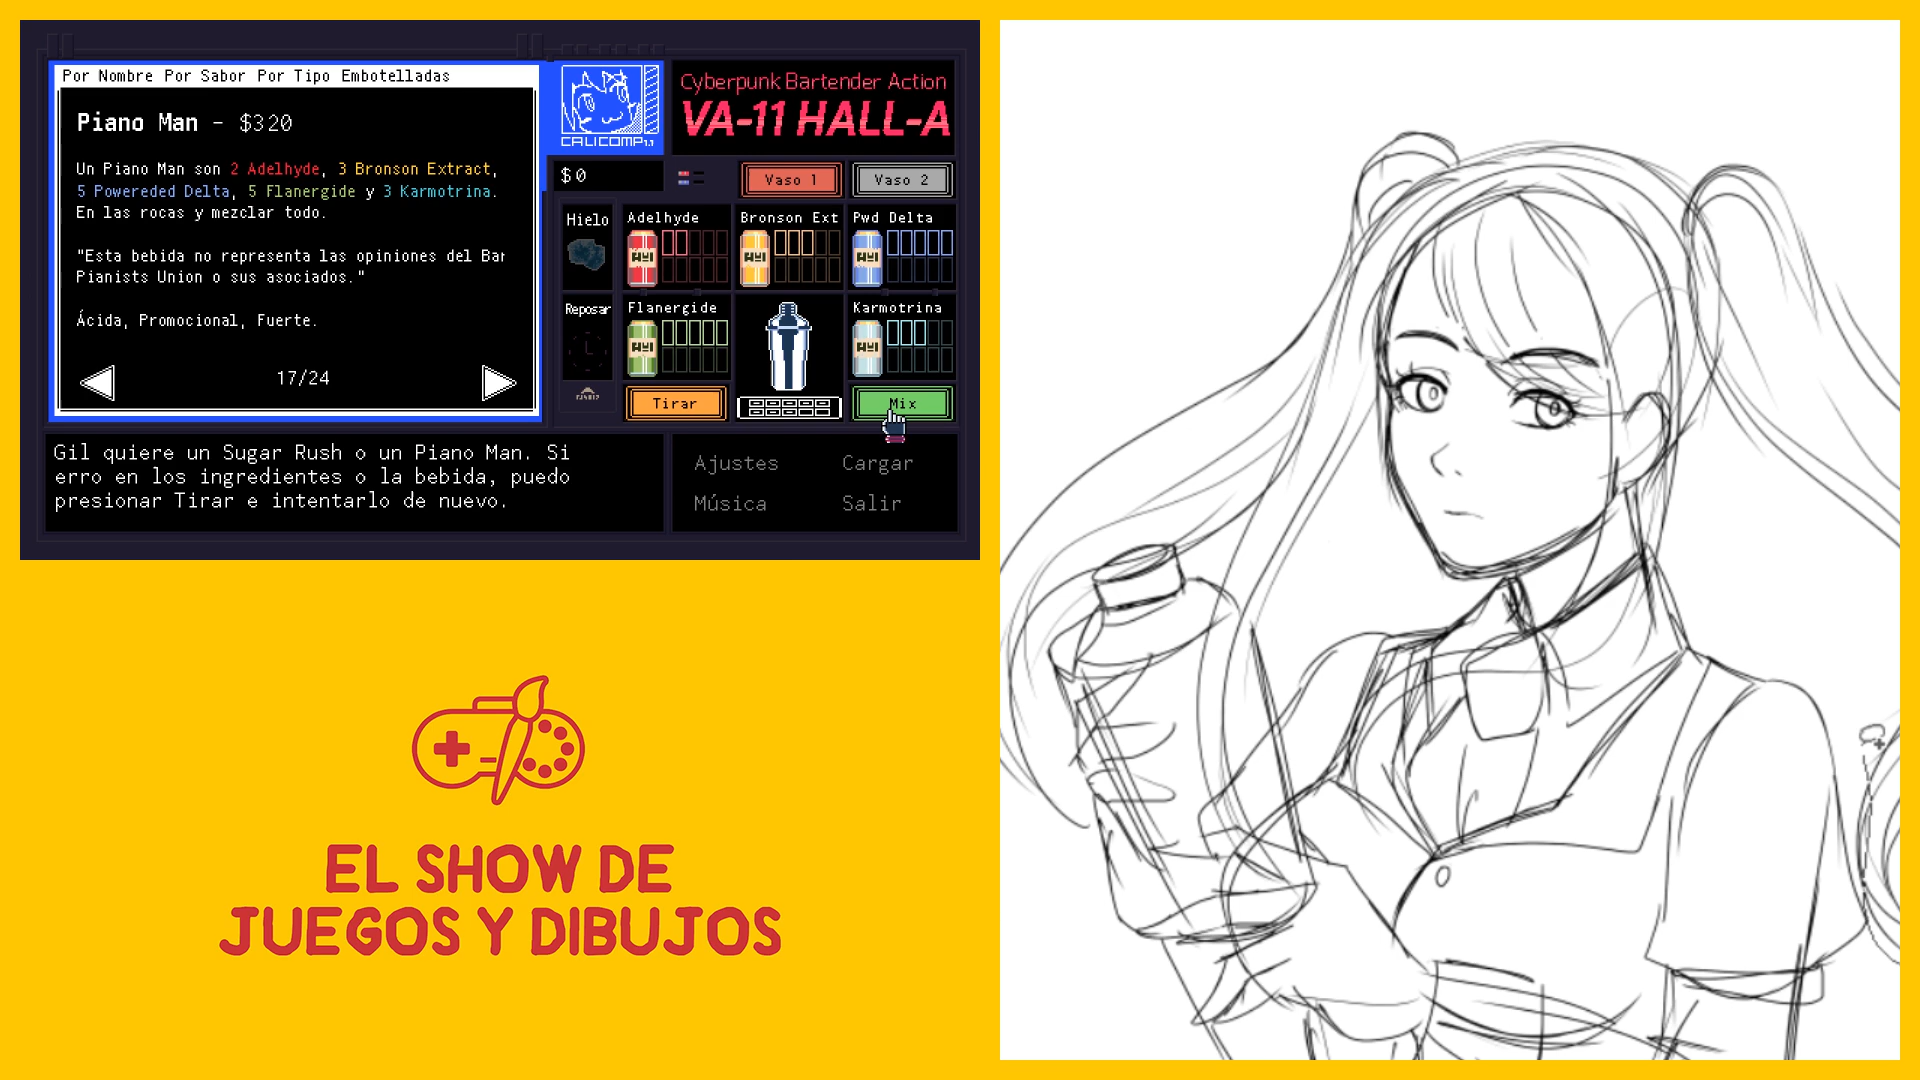 Por Nombre Por Sabor Por Tipo Embotelladas
Piano Man - $320
Un Piano Man son 2 Adelhyde, 3 Bronson Extract,
5 Powereded Delta, 5 Flanergide y 3 Karmotrina.
En las rocas y mezclar todo.
"Esta bebida no representa las opiniones del Bar
Pianists Union o sus asociados."
Ácida, Promocional, Fuerte.
17/24
CALICOMP1.1
Cyberpunk Bartender Action
VA-11 HALL-A
$0
Vaso 1
Vaso 2
Hielo
Adelhyde
Bronson Ext
Pwd Delta
Reposar
Flanergide
Karmotrina
Tirar
Mix
Gil quiere un Sugar Rush o un Piano Man. Si
erro en los ingredientes o la bebida, puedo
presionar Tirar e intentarlo de nuevo.
Ajustes
Cargar
Música
Salir
EL SHOW DE
JUEGOS Y DIBUJOS